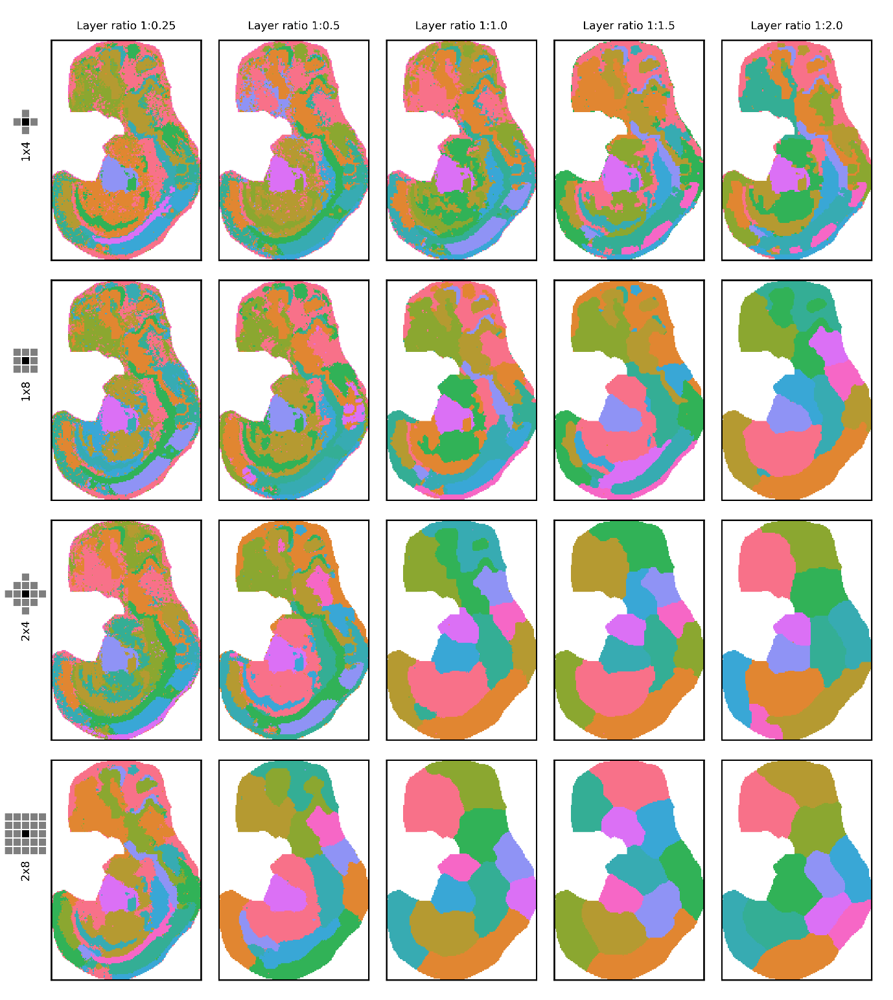 Layer ratio 1:0.25
Layer ratio 1:0.5
Layer ratio 1:1.0
Layer ratio 1:1.5
Layer ratio 1:2.0
1x4
1x8
2x4
2x8